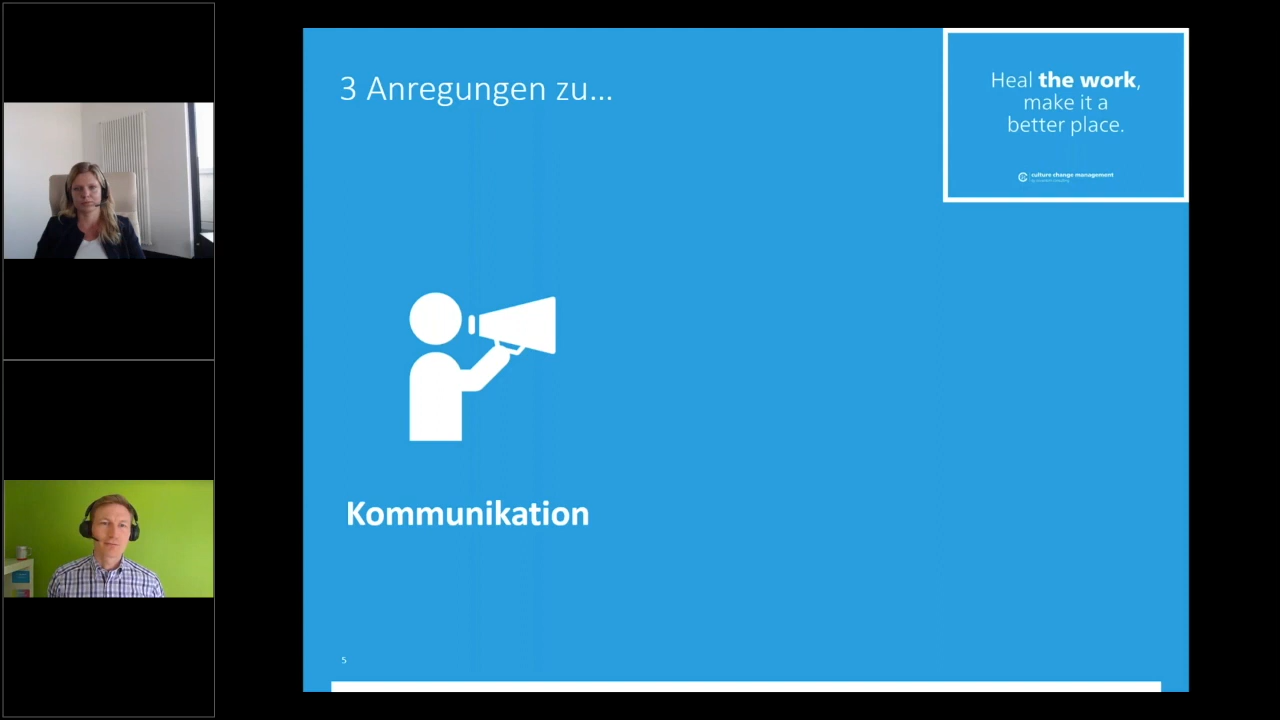 3 Anregungen zu...
Heal the work,
make it a
better place.
culture change management
Kommunikation
5